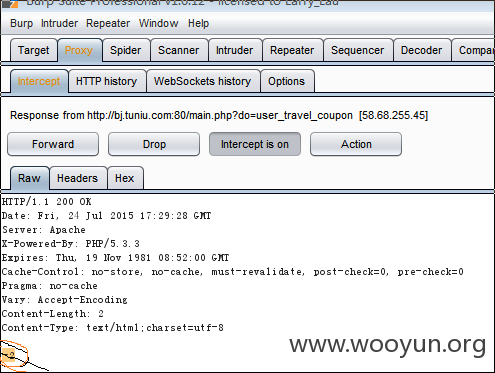 Burp Suite Professional v1.6.12 - licensed to Larry_Lau
Burp Intruder Repeater Window Help
Target Proxy Spider Scanner Intruder Repeater Sequencer Decoder Compa
Intercept HTTP history WebSockets history Options
Response from http://bj.tuniu.com:80/main.php?do=user_travel_coupon [58.68.255.45]
Forward Drop Intercept is on Action
Raw Headers Hex
HTTP/1.1 200 OK
Date: Fri, 24 Jul 2015 17:29:28 GMT
Server: Apache
X-Powered-By: PHP/5.3.3
Expires: Thu, 19 Nov 1981 08:52:00 GMT
Cache-Control: no-store, no-cache, must-revalidate, post-check=0, pre-check=0
Pragma: no-cache
Vary: Accept-Encoding
Content-Length: 2
Content-Type: text/html;charset=utf-8
-2
www.wooyun.org